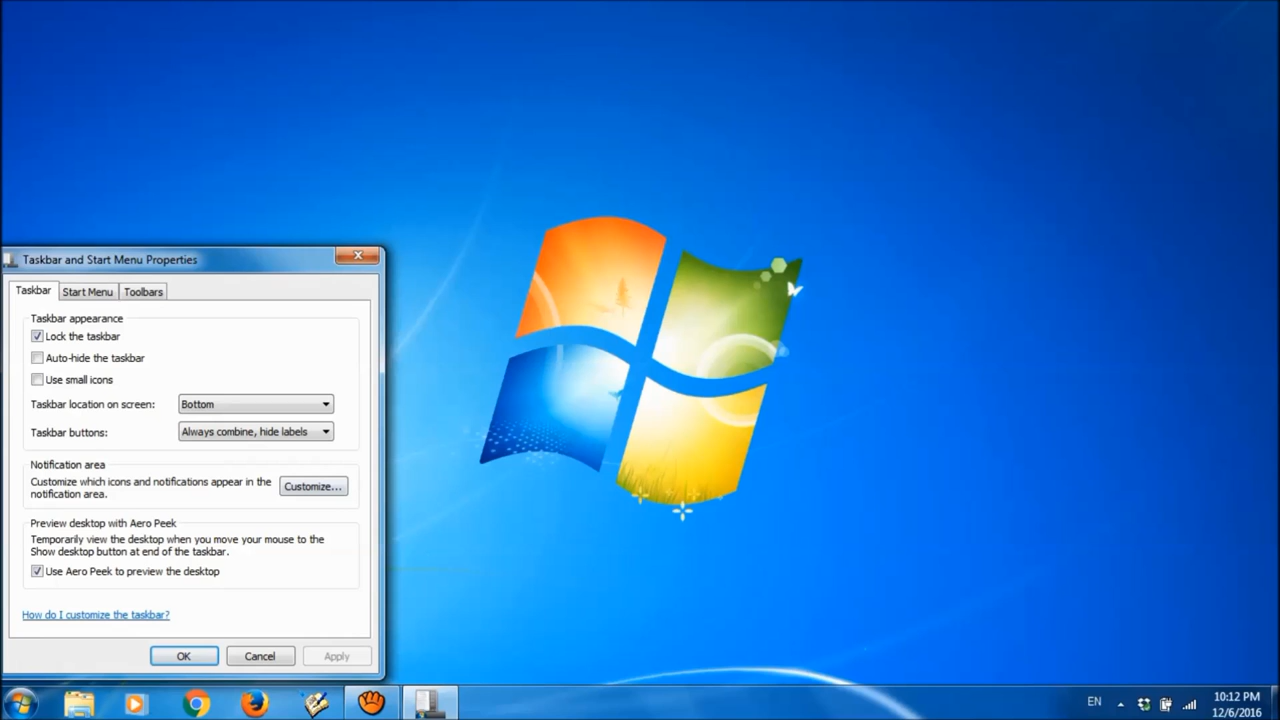 Taskbar and Start Menu Properties
Taskbar
Start Menu
Toolbars
Taskbar appearance
Lock the taskbar
Auto-hide the taskbar
Use small icons
Taskbar location on screen:
Bottom
Taskbar buttons:
Always combine, hide labels
Notification area
Customize which icons and notifications appear in the
notification area.
Customize...
Preview desktop with Aero Peek
Temporarily view the desktop when you move your mouse to the
Show desktop button at end of the taskbar.
Use Aero Peek to preview the desktop
How do I customize the taskbar?
OK
Cancel
Apply
EN
10:12 PM
12/6/2016